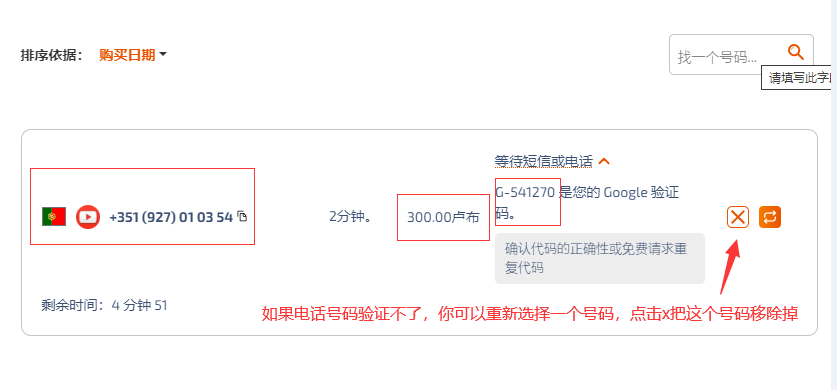 排序依据： 购买日期
找一个号码...
请填写此字
等待短信或电话
G-541270 是您的 Google 验证
码。
+351 (927) 01 03 54
2分钟。
300.00卢布
确认代码的正确性或免费请求重
复代码
剩余时间：4 分钟 51
如果电话号码验证不了，你可以重新选择一个号码，点击x把这个号码移除掉